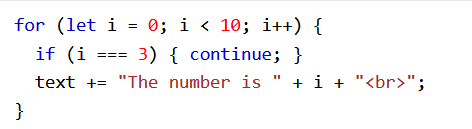 for (let i = 0; i < 10; i++) {
  if (i === 3) { continue; }
  text += "The number is " + i + "<br>";
}